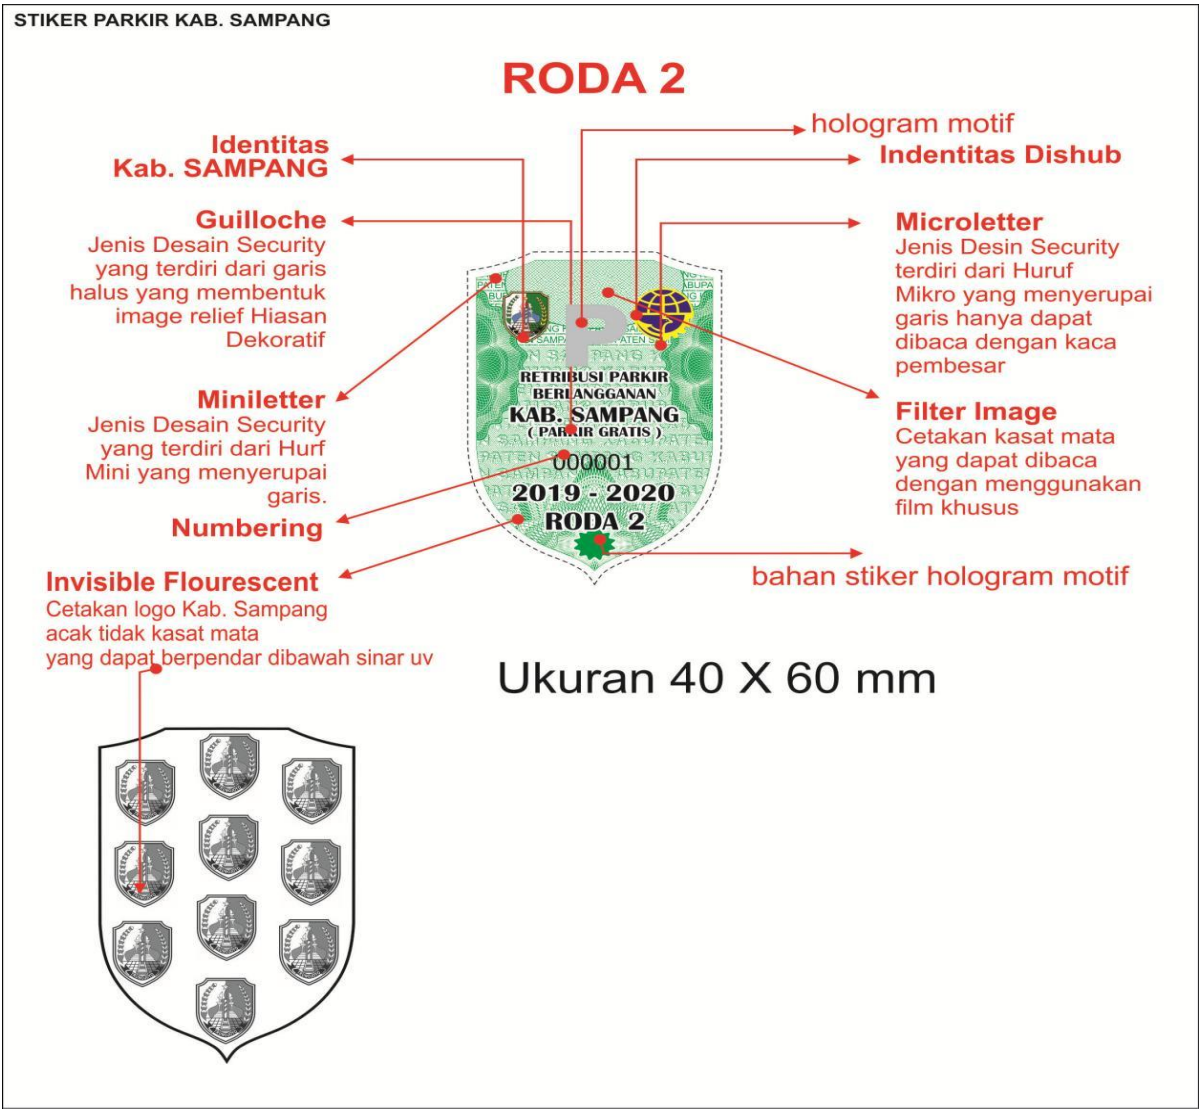 STIKER PARKIR KAB. SAMPANG
RODA 2
Identitas
Kab. SAMPANG
Guilloche
Jenis Desain Security
yang terdiri dari garis
halus yang membentuk
image relief Hiasan
Dekoratif
Miniletter
Jenis Desain Security
yang terdiri dari Hurf
Mini yang menyerupai
garis.
Numbering
Invisible Flourescent
Cetakan logo Kab. Sampang
acak tidak kasat mata
yang dapat berpendar dibawah sinar uv
P
RETRIBUSI PARKIR
BERLANGGANAN
KAB. SAMPANG
( PARKIR GRATIS )
000001
2019 - 2020
RODA 2
hologram motif
Indentitas Dishub
Microletter
Jenis Desin Security
terdiri dari Huruf
Mikro yang menyerupai
garis hanya dapat
dibaca dengan kaca
pembesar
Filter Image
Cetakan kasat mata
yang dapat dibaca
dengan menggunakan
film khusus
bahan stiker hologram motif
Ukuran 40 X 60 mm